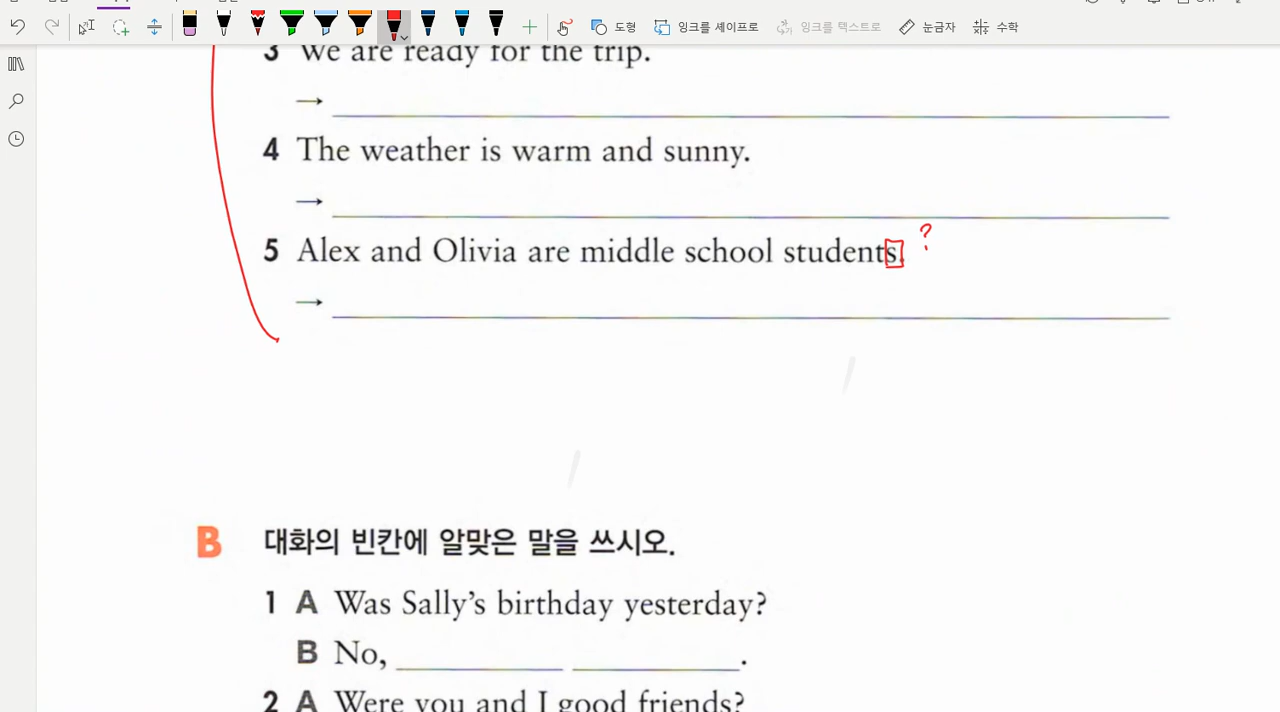 도형 잉크를 셰이프로 잉크를 텍스트로 눈금자 수학
3 We are ready for the trip.
→
4 The weather is warm and sunny.
→
5 Alex and Olivia are middle school students. ?
→
B 대화의 빈칸에 알맞은 말을 쓰시오.
1 A Was Sally's birthday yesterday?
B No, ____ ____.
2 A Were you and I good friends?